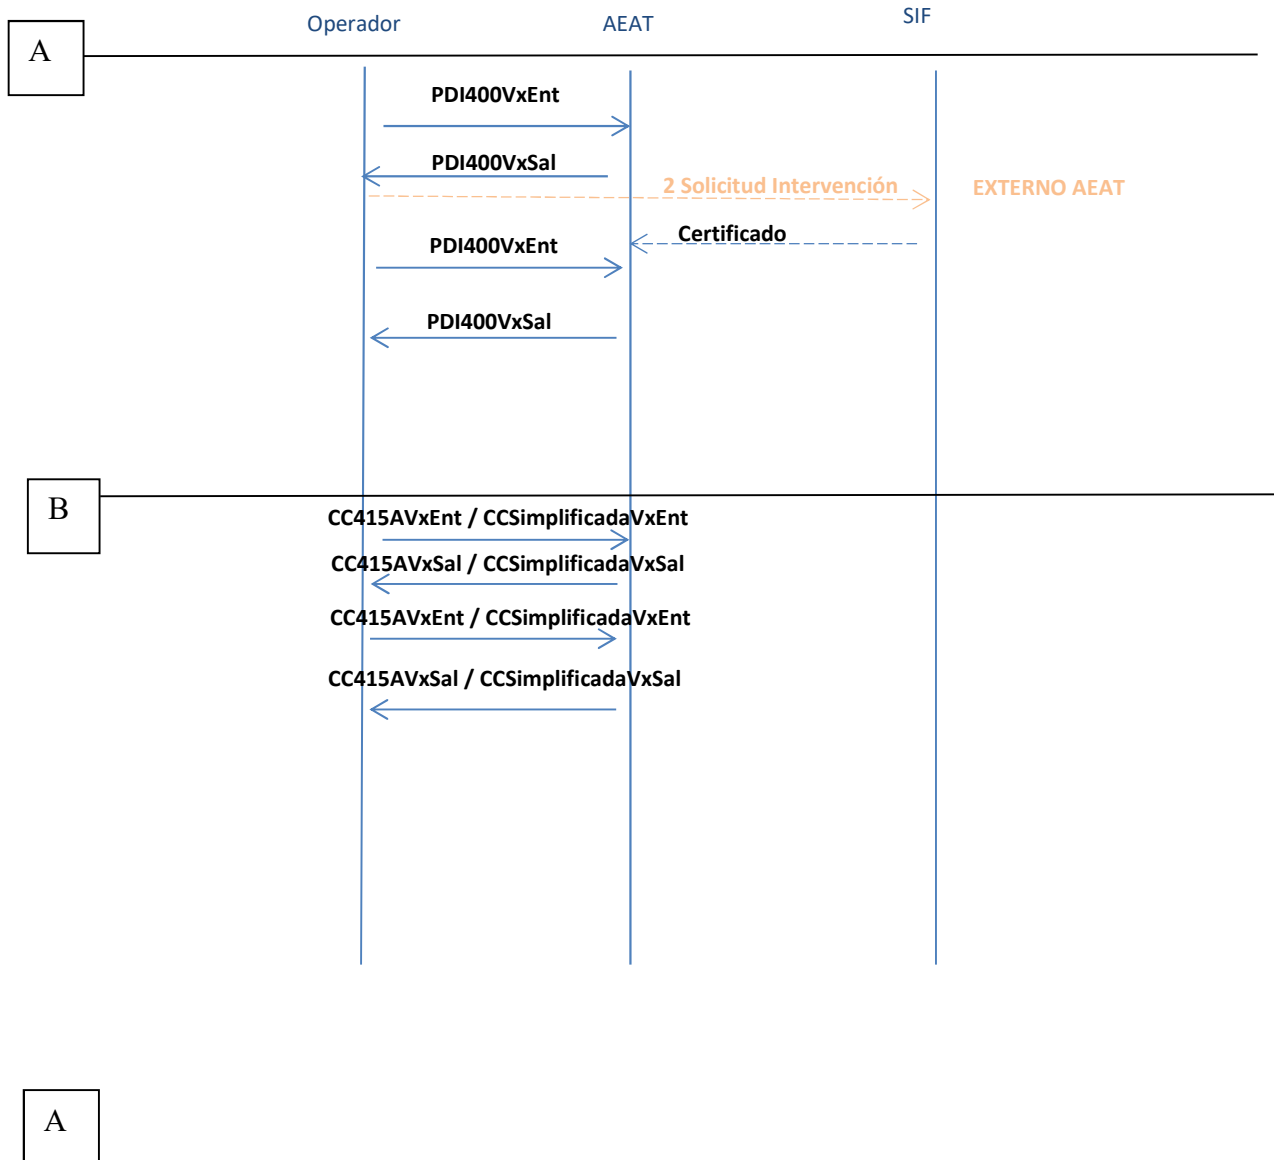 Operador
AEAT
SIF
A
PDI400VxEnt
PDI400VxSal
2 Solicitud Intervención
EXTERNO AEAT
Certificado
PDI400VxEnt
PDI400VxSal
B
CC415AVxEnt / CCSimplificadaVxEnt
CC415AVxSal / CCSimplificadaVxSal
CC415AVxEnt / CCSimplificadaVxEnt
CC415AVxSal / CCSimplificadaVxSal
A